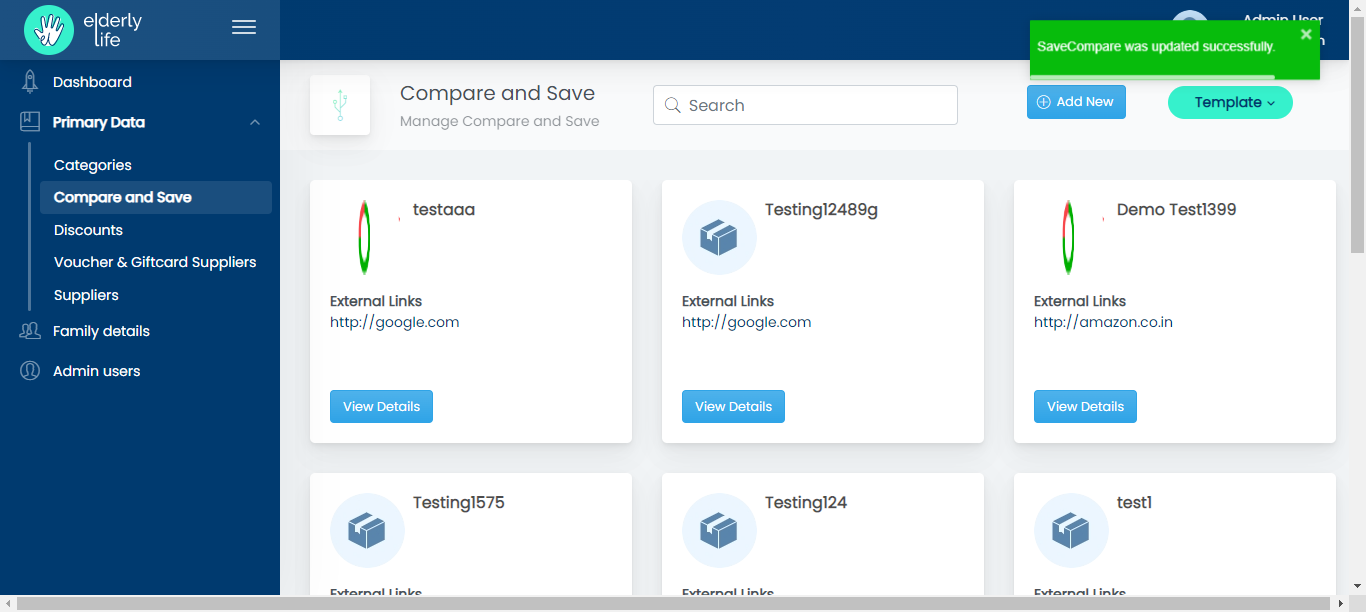 elderly
life
Admin User
SaveCompare was updated successfully.
Dashboard
Primary Data
Categories
Compare and Save
Discounts
Voucher & Giftcard Suppliers
Suppliers
Family details
Admin users
Compare and Save
Manage Compare and Save
Search
Add New
Template
testaaa
External Links
http://google.com
View Details
Testing12489g
External Links
http://google.com
View Details
Demo Test1399
External Links
http://amazon.co.in
View Details
Testing1575
External Links
Testing124
External Links
test1
External Links